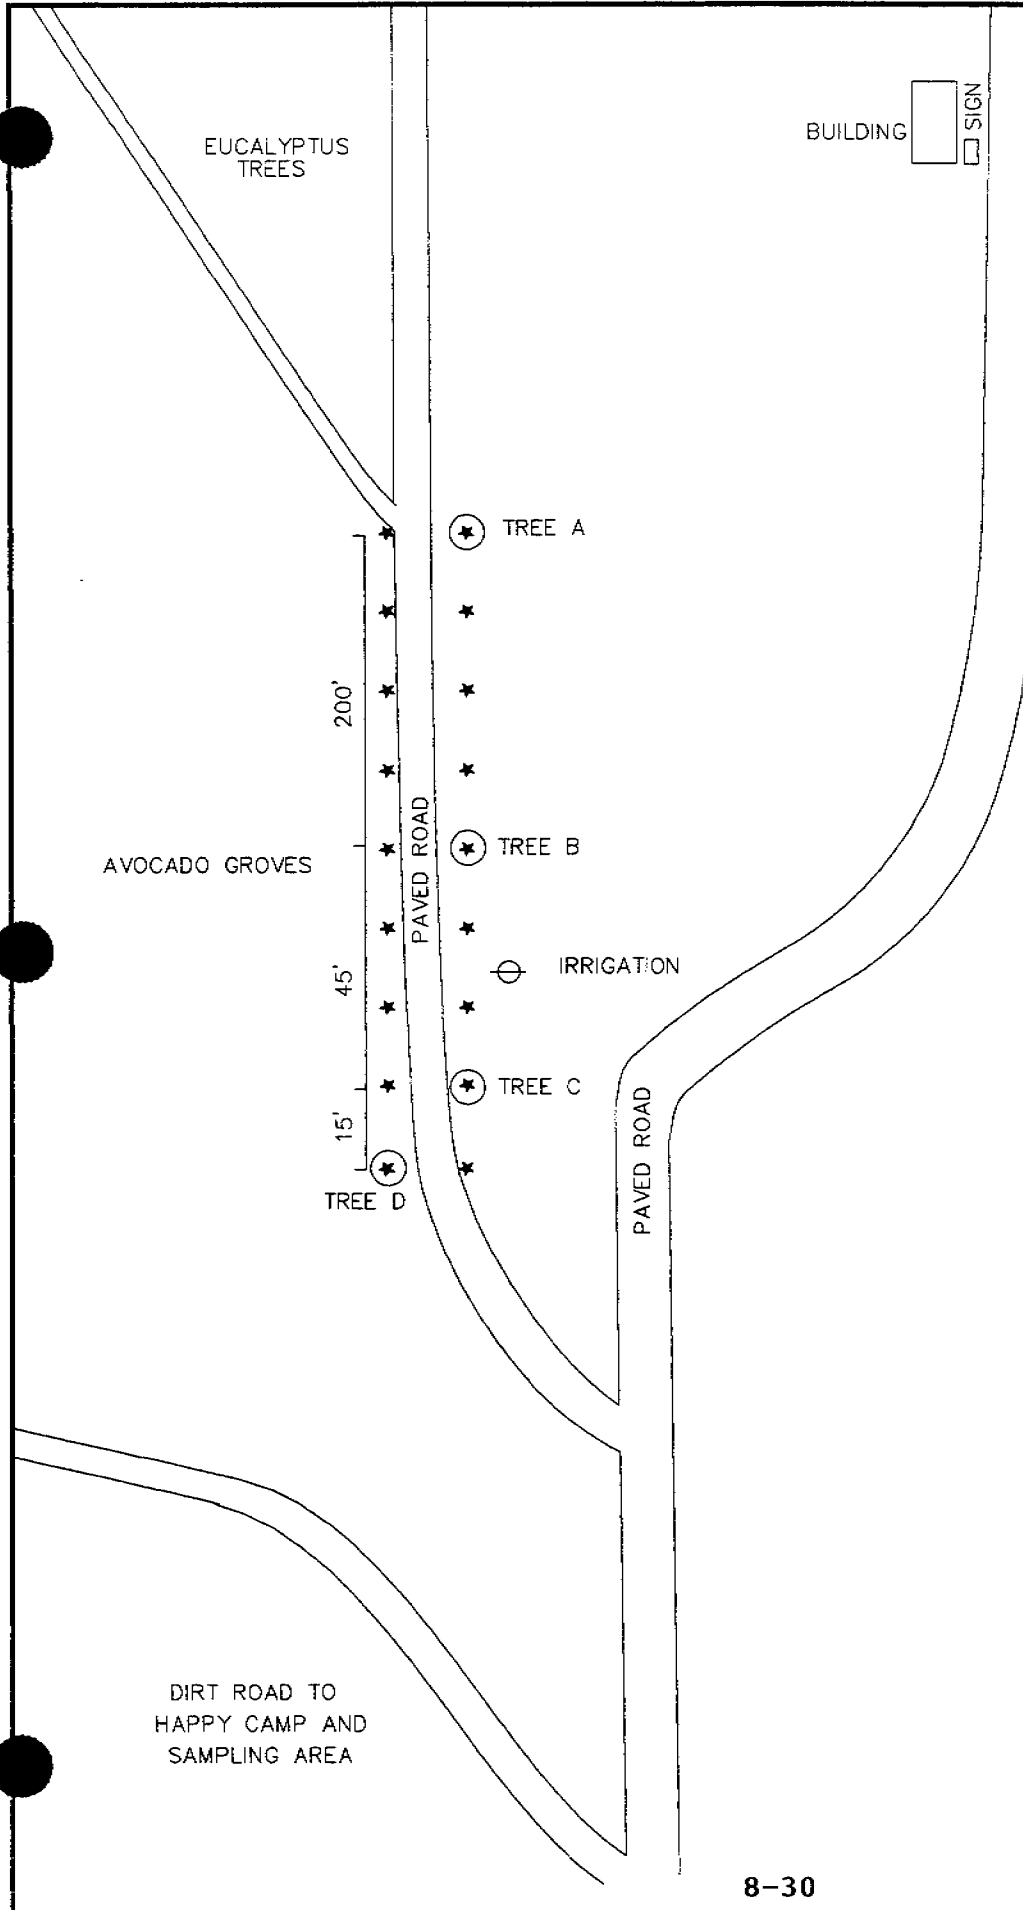 EUCALYPTUS
TREES
BUILDING
SIGN
TREE A
200'
PAVED ROAD
TREE B
AVOCADO GROVES
45'
IRRIGATION
TREE C
15'
PAVED ROAD
TREE D
DIRT ROAD TO
HAPPY CAMP AND
SAMPLING AREA
8-30